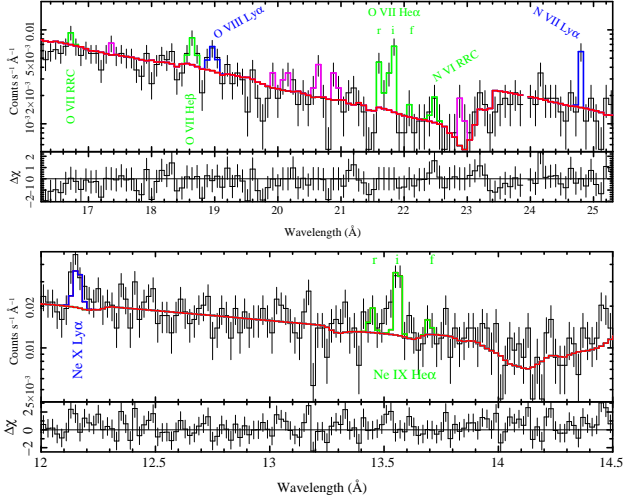 O VIII Lyα
O VII Heα
r i f
N VII Lyα
N VI RRC
O VII RRC
O VII Heβ
Counts s⁻¹ Å⁻¹
0.01
5×10⁻³
2×10⁻³
10⁻³
Δχ
−2 −1 0 1 2
17 18 19 20 21 22 23 24 25
Wavelength (Å)
r i f
Ne X Lyα
Ne IX Heα
Counts s⁻¹ Å⁻¹
0.02
0.01
5×10⁻³
Δχ
−2 0 2.5
12 12.5 13 13.5 14 14.5
Wavelength (Å)